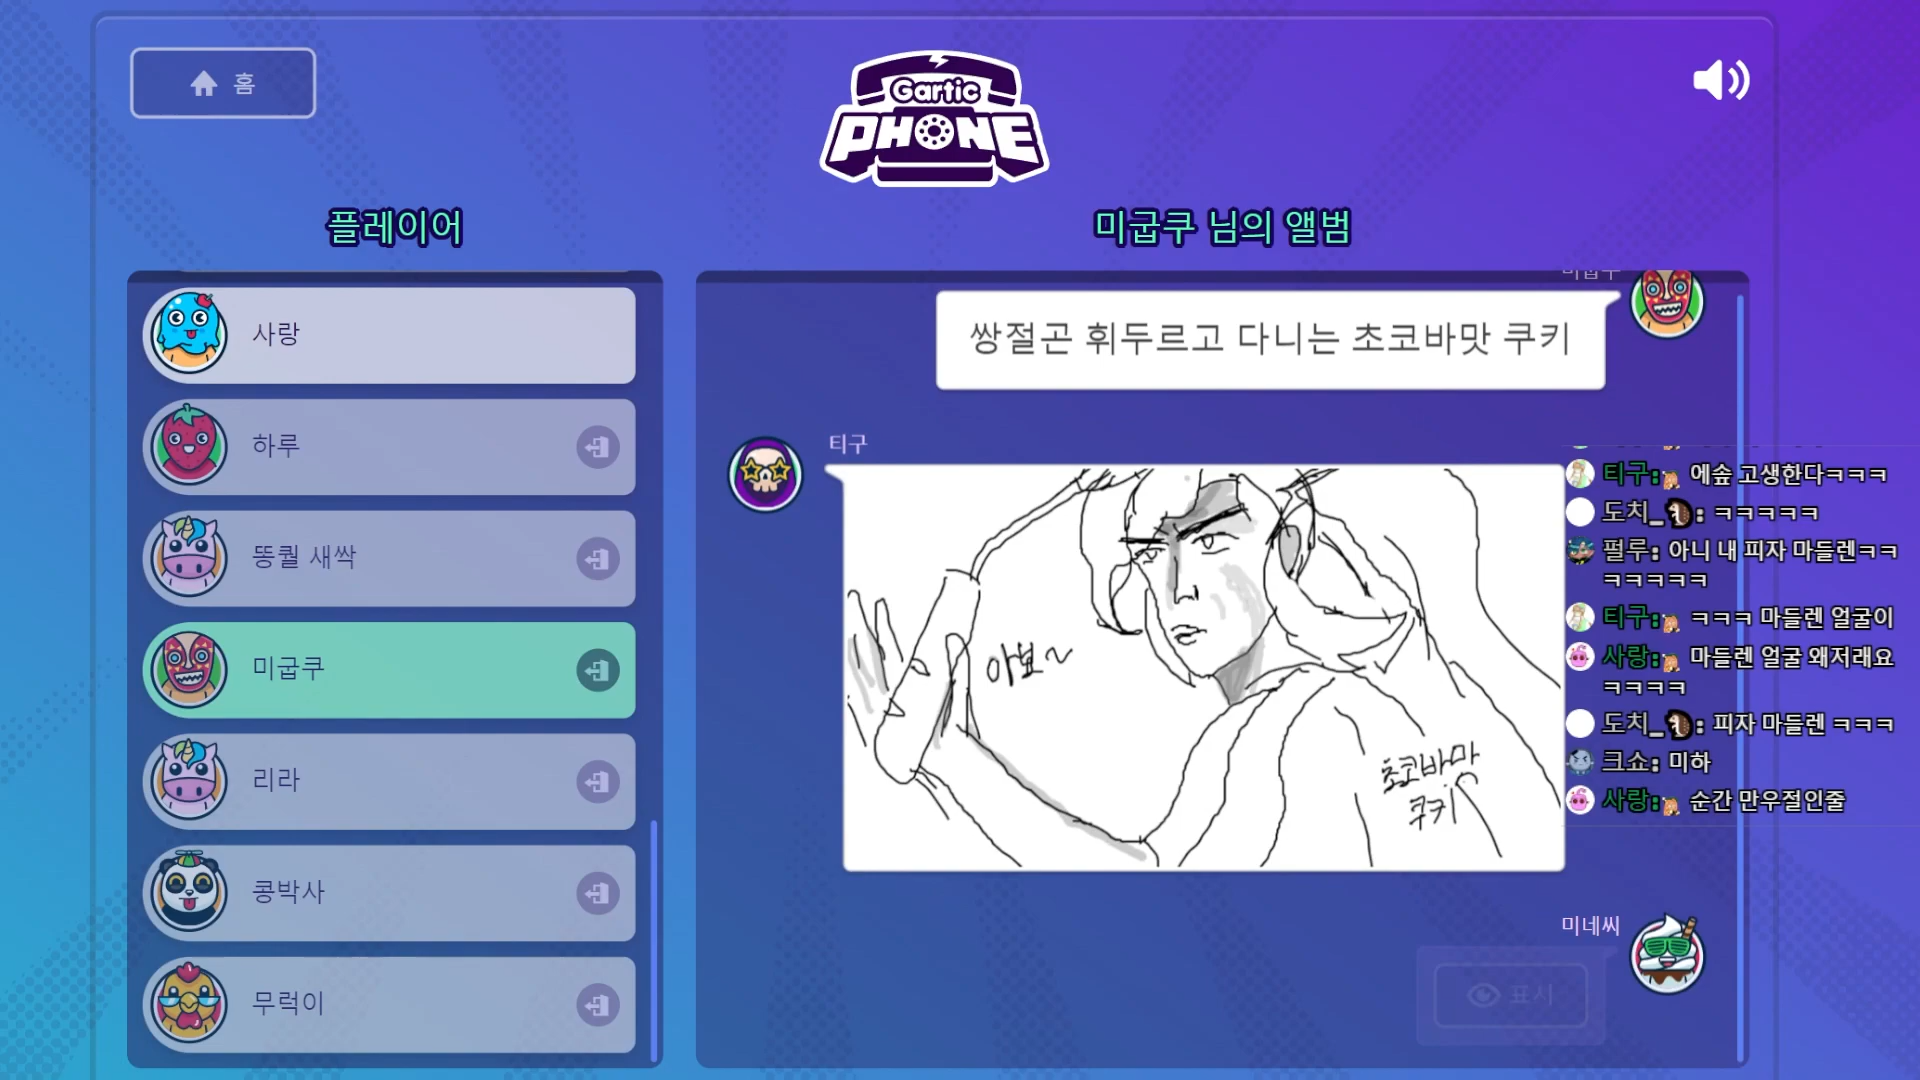 홈
Gartic
PHONE
플레이어
미굽쿠 님의 앨범
사랑
하루
똥퀄 새싹
미굽쿠
리라
콩박사
무럭이
미굽쿠
쌍절곤 휘두르고 다니는 초코바맛 쿠키
티구
아보~
초코바맛
쿠키
미네씨
표시
티구: 에숲 고생한다ㅋㅋㅋ
도치_: ㅋㅋㅋㅋㅋ
펄루: 아니 내 피자 마들렌ㅋㅋ
ㅋㅋㅋㅋㅋ
티구: ㅋㅋㅋ 마들렌 얼굴이
사랑: 마들렌 얼굴 왜저래요
ㅋㅋㅋㅋ
도치_: 피자 마들렌 ㅋㅋㅋ
크쇼: 미하
사랑: 순간 만우절인줄